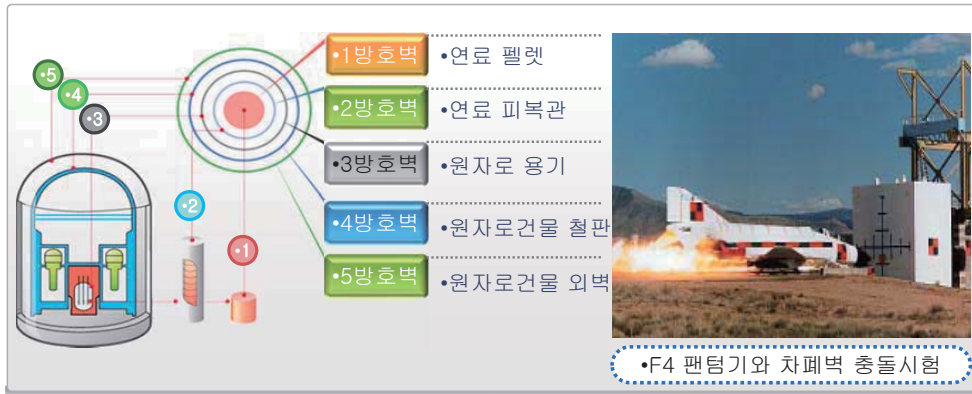 •5
•4
•3
•2
•1
•1방호벽 •연료 펠렛
•2방호벽 •연료 피복관
•3방호벽 •원자로 용기
•4방호벽 •원자로건물 철판
•5방호벽 •원자로건물 외벽
•F4 팬텀기와 차폐벽 충돌시험